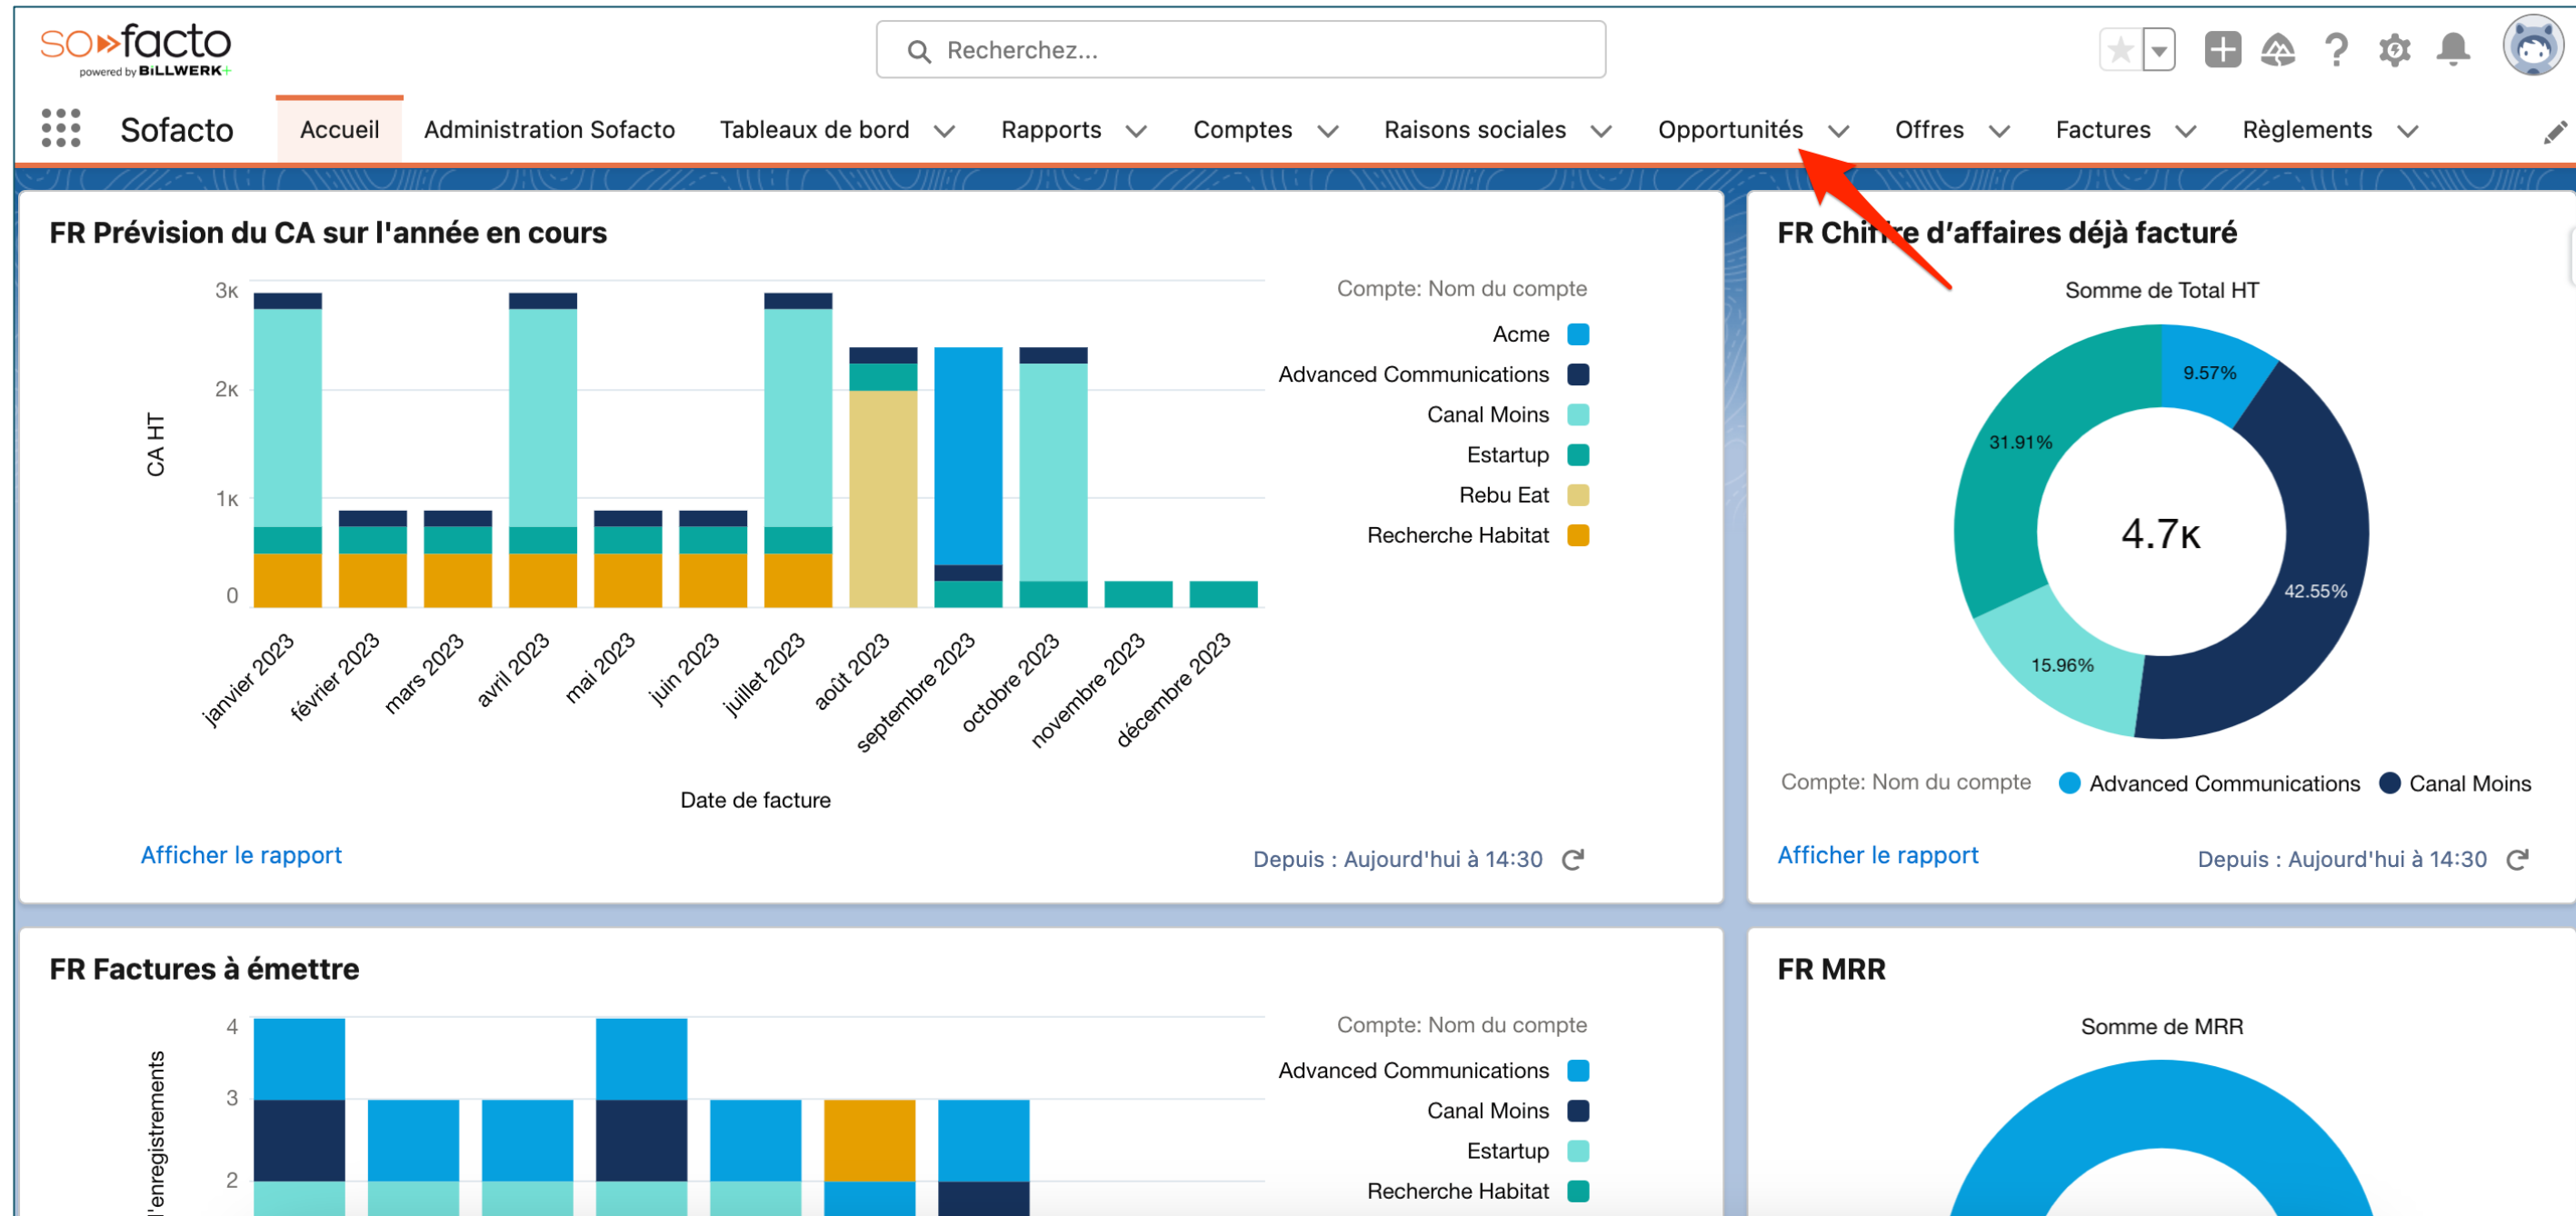 so facto
powered by BiLLWERK+
Recherchez...
Sofacto
Accueil
Administration Sofacto
Tableaux de bord
Rapports
Comptes
Raisons sociales
Opportunités
Offres
Factures
Règlements
FR Prévision du CA sur l'année en cours
3K
2K
1K
0
CA HT
janvier 2023
février 2023
mars 2023
avril 2023
mai 2023
juin 2023
juillet 2023
août 2023
septembre 2023
octobre 2023
novembre 2023
décembre 2023
Date de facture
Compte: Nom du compte
Acme
Advanced Communications
Canal Moins
Estartup
Rebu Eat
Recherche Habitat
Afficher le rapport
Depuis : Aujourd'hui à 14:30
FR Chiffre d’affaires déjà facturé
Somme de Total HT
9.57%
31.91%
4.7K
42.55%
15.96%
Compte: Nom du compte
Advanced Communications
Canal Moins
Afficher le rapport
Depuis : Aujourd'hui à 14:30
FR Factures à émettre
4
3
2
l'enregistrements
Compte: Nom du compte
Advanced Communications
Canal Moins
Estartup
Recherche Habitat
FR MRR
Somme de MRR